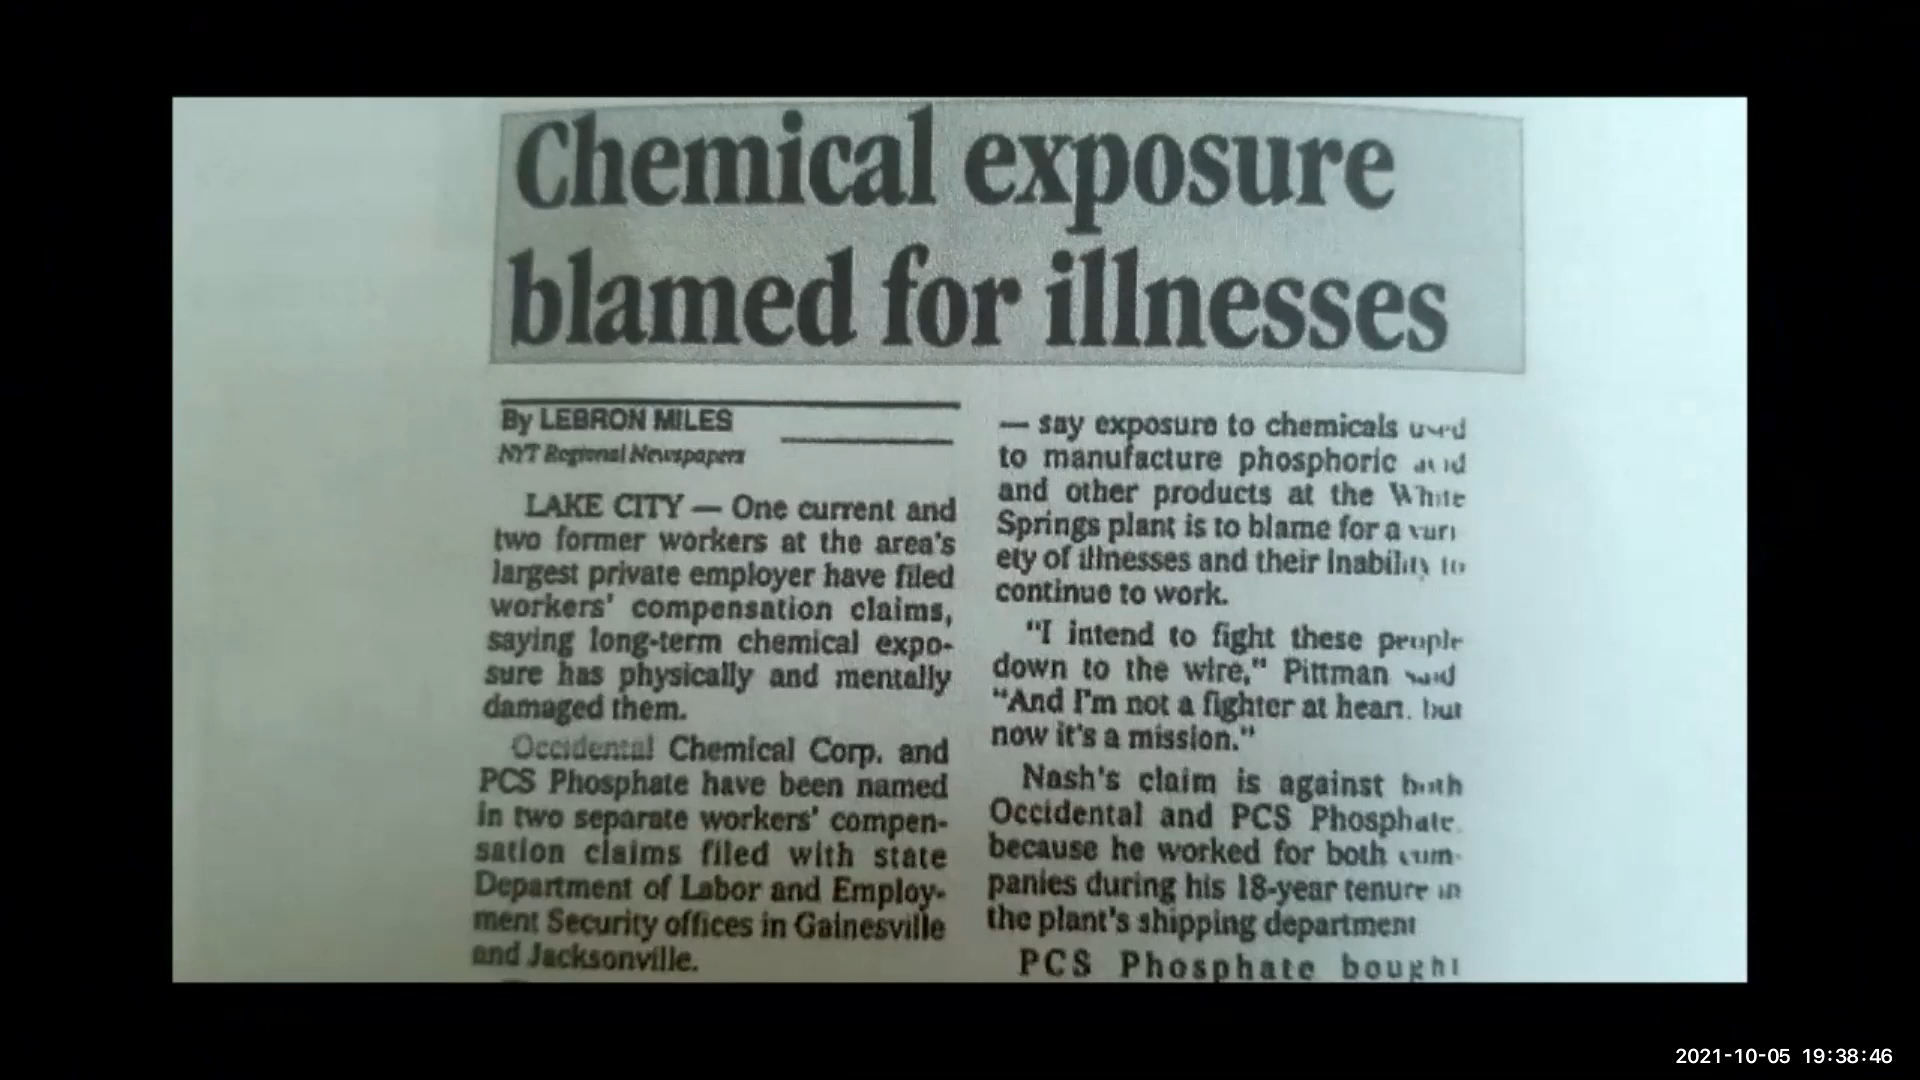 Chemical exposure
blamed for illnesses
By LEBRON MILES
NYT Regional Newspapers
LAKE CITY — One current and
two former workers at the area's
largest private employer have filed
workers' compensation claims,
saying long-term chemical expo-
sure has physically and mentally
damaged them.
Occidental Chemical Corp. and
PCS Phosphate have been named
in two separate workers' compen-
sation claims filed with state
Department of Labor and Employ-
ment Security offices in Gainesville
and Jacksonville.
— say exposure to chemicals used
to manufacture phosphoric acid
and other products at the White
Springs plant is to blame for a vari
ety of illnesses and their inability to
continue to work.
"I intend to fight these people
down to the wire," Pittman said
"And I'm not a fighter at heart. but
now it's a mission."
Nash's claim is against both
Occidental and PCS Phosphate.
because he worked for both com-
panies during his 18-year tenure in
the plant's shipping department
PCS Phosphate bought
2021-10-05 19:38:46